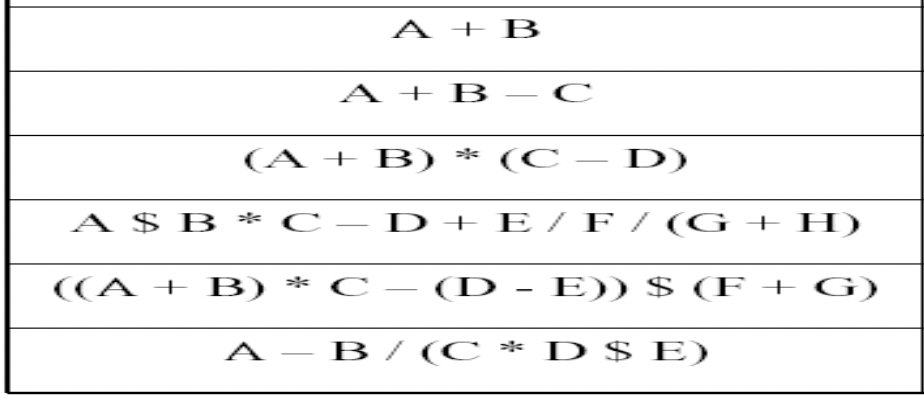 A + B
A + B – C
(A + B) * (C – D)
A $ B * C – D + E / F / (G + H)
((A + B) * C – (D - E)) $ (F + G)
A – B / (C * D $ E)